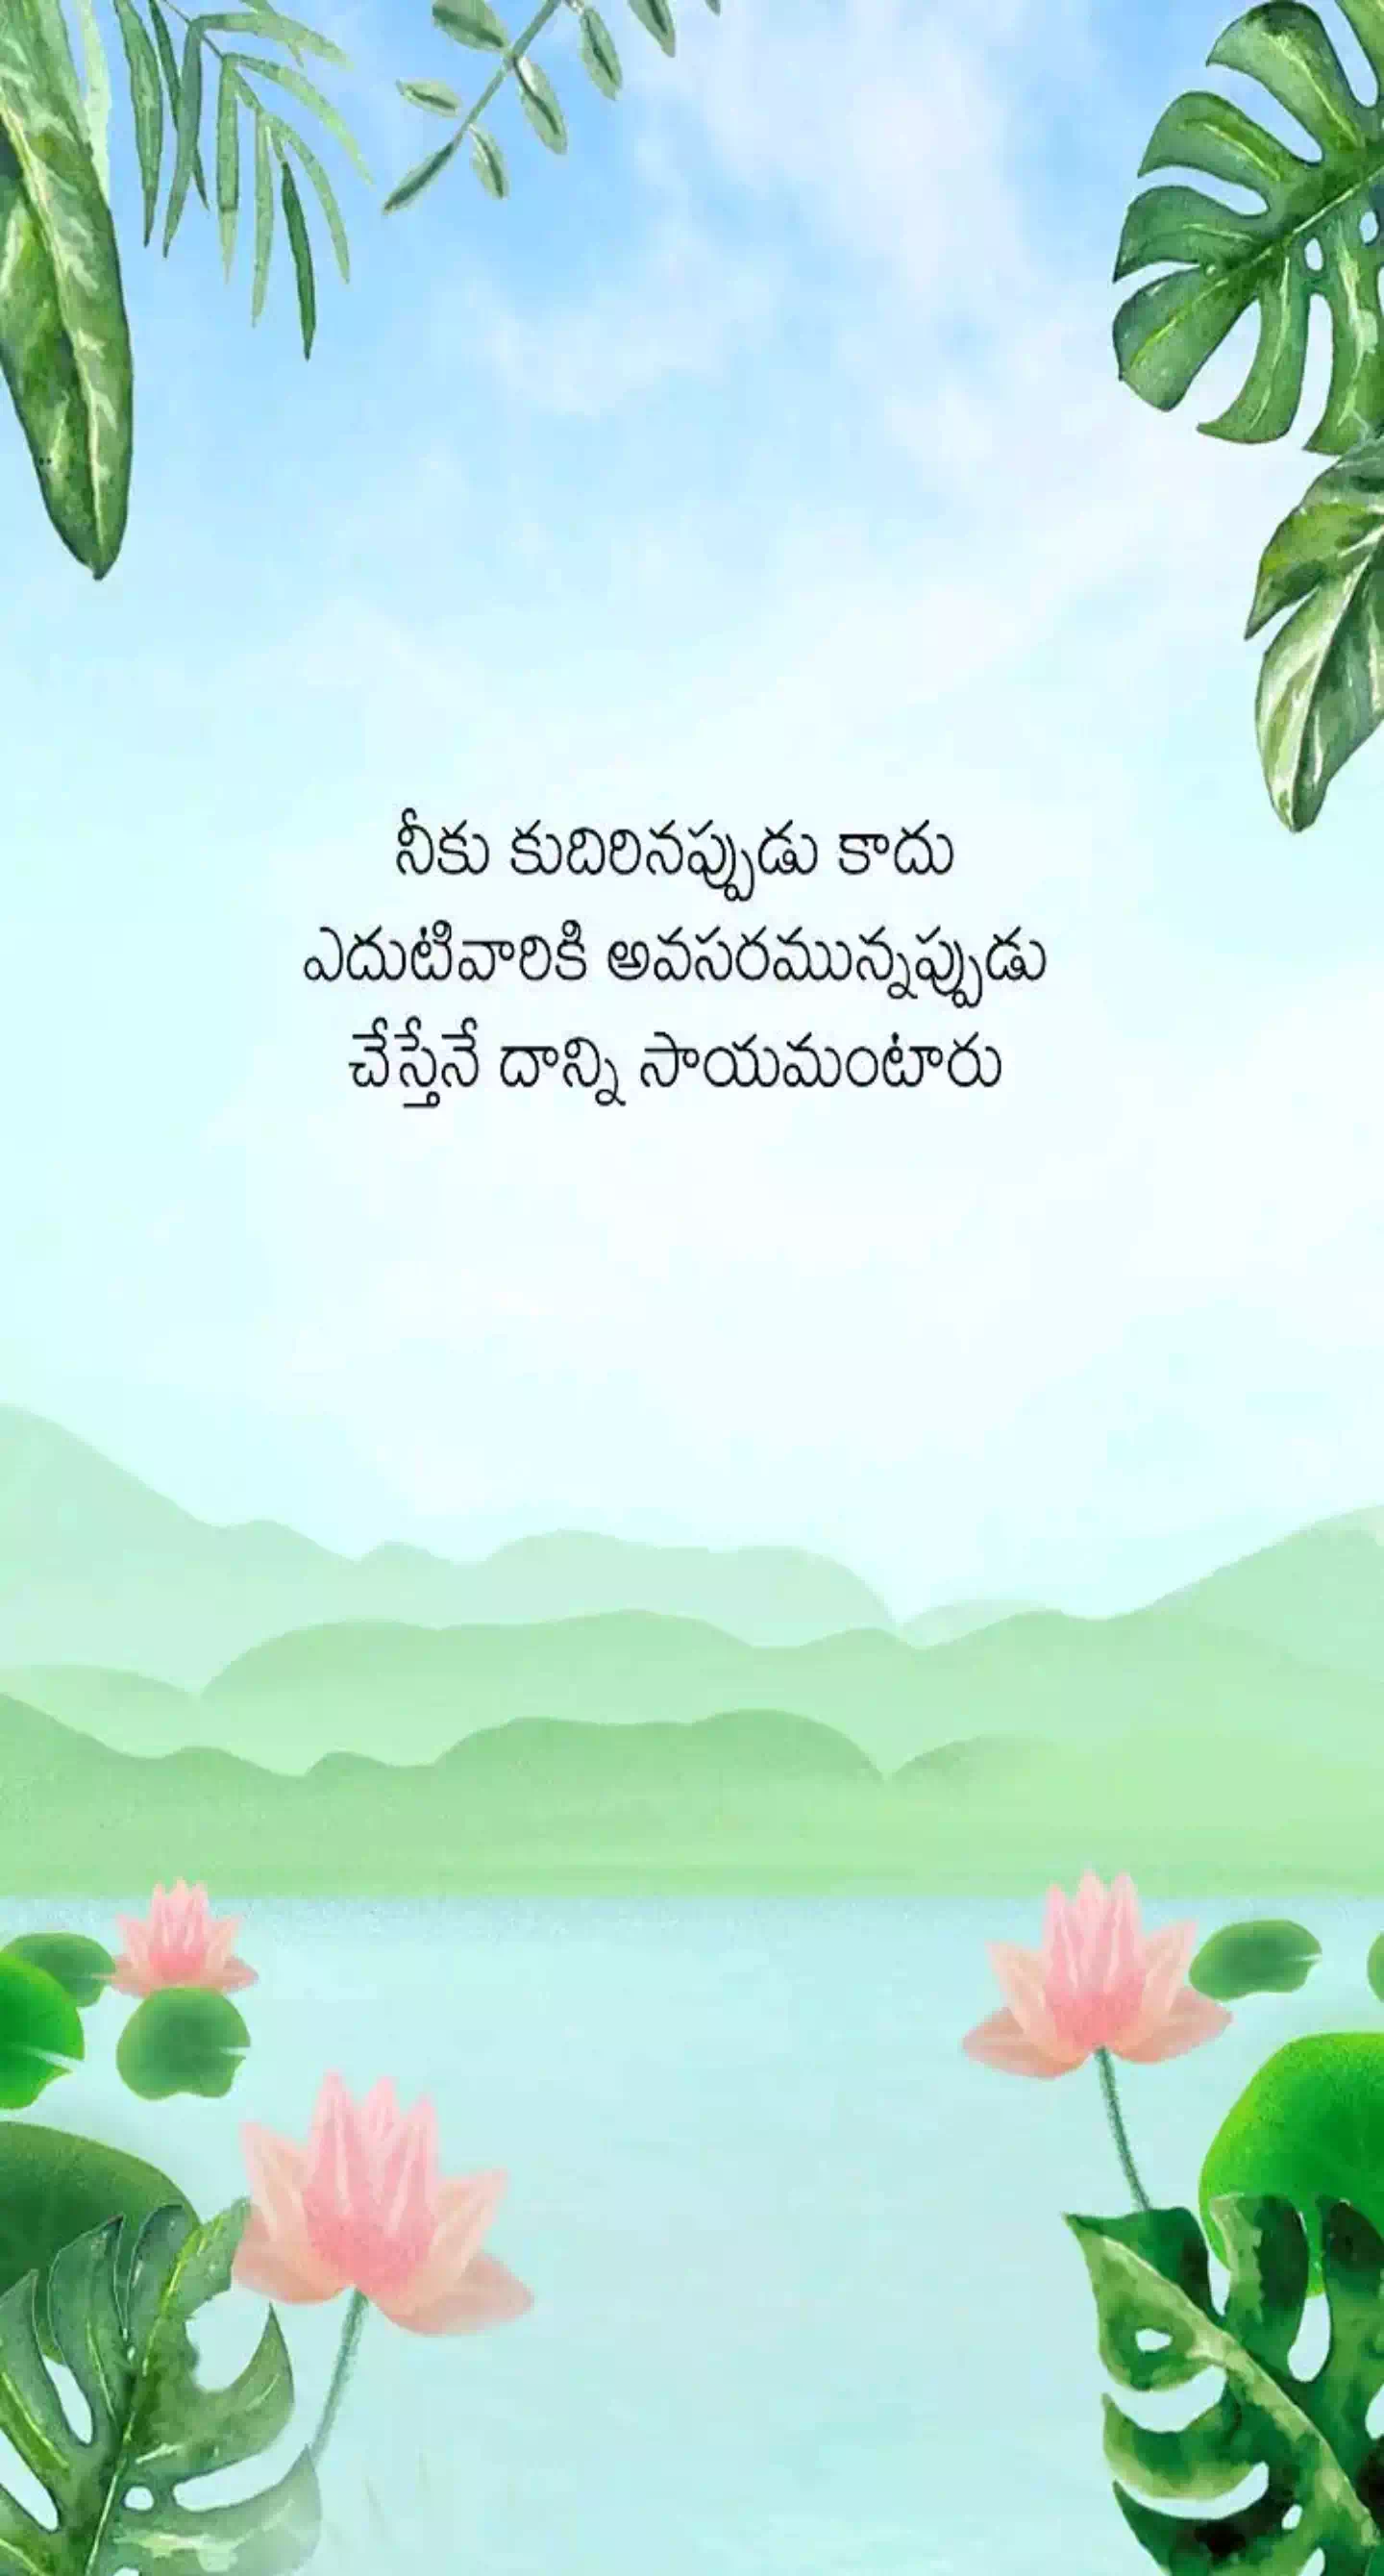 నీకు కుదిరినప్పుడు కాదు
ఎదుటివారికి అవసరమున్నప్పుడు
చేస్తేనే దాన్ని సాయమంటారు